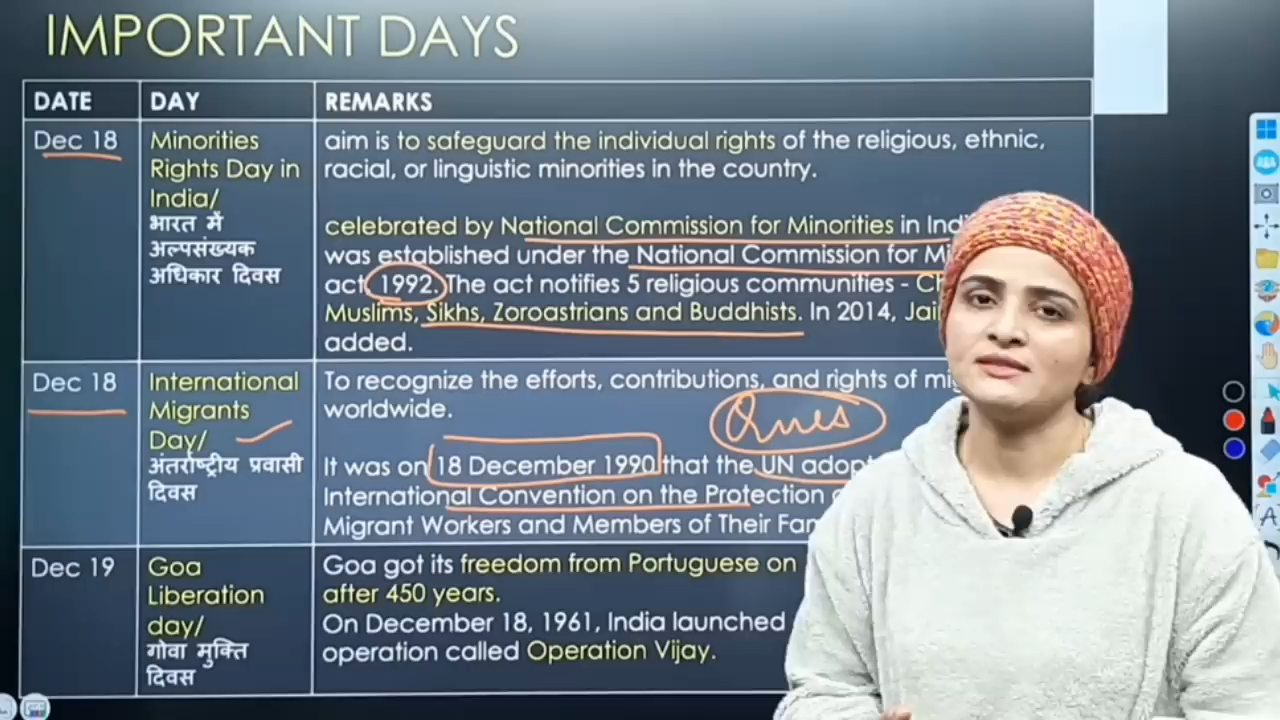 IMPORTANT DAYS
DATE
DAY
REMARKS
Dec 18
Minorities
Rights Day in
India/
भारत में
अल्पसंख्यक
अधिकार दिवस
aim is to safeguard the individual rights of the religious, ethnic,
racial, or linguistic minorities in the country.
celebrated by National Commission for Minorities in
was established under the National Commission for
act 1992. The act notifies 5 religious communities -
Muslims, Sikhs, Zoroastrians and Buddhists. In 2014,
added.
Dec 18
International
Migrants
Day/
अंतर्राष्ट्रीय प्रवासी
दिवस
To recognize the efforts, contributions, and rights of
worldwide.
Ques
It was on 18 December 1990 that the UN
International Convention on the Protection
Migrant Workers and Members of Their
Dec 19
Goa
Liberation
day/
गोवा मुक्ति
दिवस
Goa got its freedom from Portuguese on
after 450 years.
On December 18, 1961, India launched
operation called Operation Vijay.